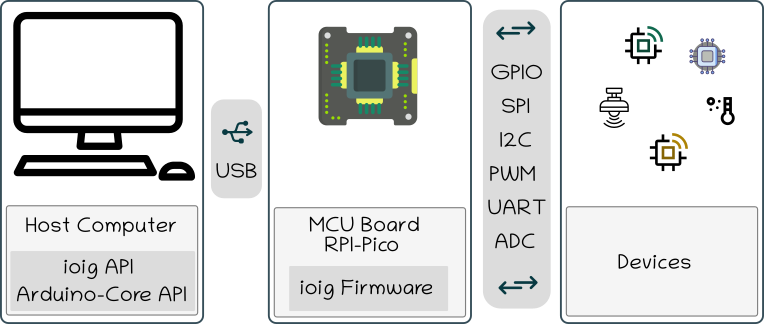 Host Computer
ioig API
Arduino-Core API
USB
MCU Board
RPI-Pico
ioig Firmware
GPIO
SPI
I2C
PWM
UART
ADC
Devices